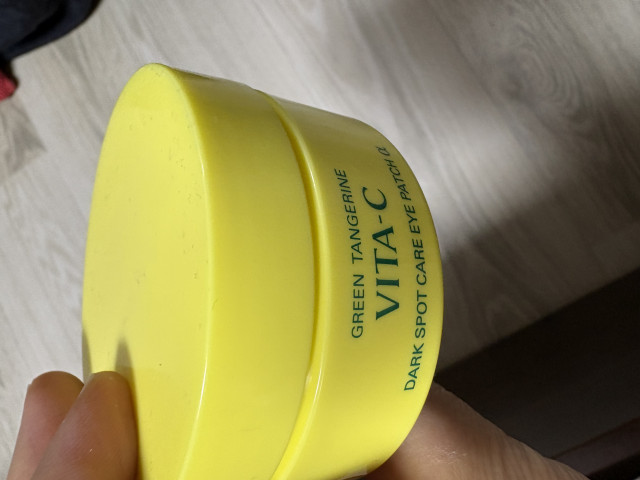 GREEN TANGERINE
VITA-C
DARK SPOT CARE EYE PATCH α